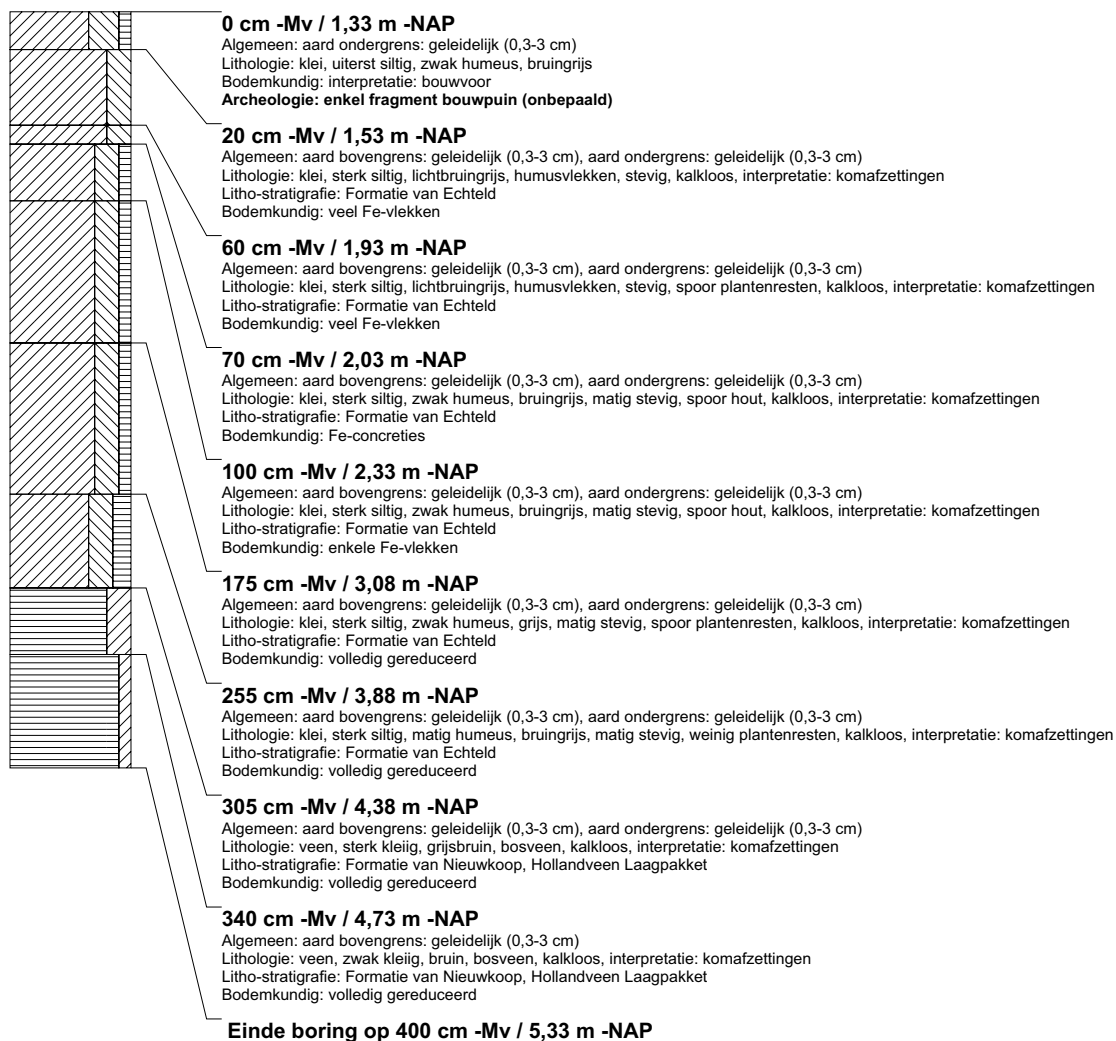 0 cm -Mv / 1,33 m -NAP
Algemeen: aard ondergrens: geleidelijk (0,3-3 cm)
Lithologie: klei, uiterst siltig, zwak humeus, bruingrijs
Bodemkundig: interpretatie: bouwvoor
Archeologie: enkel fragment bouwpuin (onbepaald)
20 cm -Mv / 1,53 m -NAP
Algemeen: aard bovengrens: geleidelijk (0,3-3 cm), aard ondergrens: geleidelijk (0,3-3 cm)
Lithologie: klei, sterk siltig, lichtbruingrijs, humusvlekken, stevig, kalkloos, interpretatie: komafzettingen
Litho-stratigrafie: Formatie van Echteld
Bodemkundig: veel Fe-vlekken
60 cm -Mv / 1,93 m -NAP
Algemeen: aard bovengrens: geleidelijk (0,3-3 cm), aard ondergrens: geleidelijk (0,3-3 cm)
Lithologie: klei, sterk siltig, lichtbruingrijs, humusvlekken, stevig, spoor plantenresten, kalkloos, interpretatie: komafzettingen
Litho-stratigrafie: Formatie van Echteld
Bodemkundig: veel Fe-vlekken
70 cm -Mv / 2,03 m -NAP
Algemeen: aard bovengrens: geleidelijk (0,3-3 cm), aard ondergrens: geleidelijk (0,3-3 cm)
Lithologie: klei, sterk siltig, zwak humeus, bruingrijs, matig stevig, spoor hout, kalkloos, interpretatie: komafzettingen
Litho-stratigrafie: Formatie van Echteld
Bodemkundig: Fe-concreties
100 cm -Mv / 2,33 m -NAP
Algemeen: aard bovengrens: geleidelijk (0,3-3 cm), aard ondergrens: geleidelijk (0,3-3 cm)
Lithologie: klei, sterk siltig, zwak humeus, bruingrijs, matig stevig, spoor hout, kalkloos, interpretatie: komafzettingen
Litho-stratigrafie: Formatie van Echteld
Bodemkundig: enkele Fe-vlekken
175 cm -Mv / 3,08 m -NAP
Algemeen: aard bovengrens: geleidelijk (0,3-3 cm), aard ondergrens: geleidelijk (0,3-3 cm)
Lithologie: klei, sterk siltig, zwak humeus, grijs, matig stevig, spoor plantenresten, kalkloos, interpretatie: komafzettingen
Litho-stratigrafie: Formatie van Echteld
Bodemkundig: volledig gereduceerd
255 cm -Mv / 3,88 m -NAP
Algemeen: aard bovengrens: geleidelijk (0,3-3 cm), aard ondergrens: geleidelijk (0,3-3 cm)
Lithologie: klei, sterk siltig, matig humeus, bruingrijs, matig stevig, weinig plantenresten, kalkloos, interpretatie: komafzettingen
Litho-stratigrafie: Formatie van Echteld
Bodemkundig: volledig gereduceerd
305 cm -Mv / 4,38 m -NAP
Algemeen: aard bovengrens: geleidelijk (0,3-3 cm), aard ondergrens: geleidelijk (0,3-3 cm)
Lithologie: veen, sterk kleiig, grijsbruin, bosveen, kalkloos, interpretatie: komafzettingen
Litho-stratigrafie: Formatie van Nieuwkoop, Hollandveen Laagpakket
Bodemkundig: volledig gereduceerd
340 cm -Mv / 4,73 m -NAP
Algemeen: aard bovengrens: geleidelijk (0,3-3 cm)
Lithologie: veen, zwak kleiig, bruin, bosveen, kalkloos, interpretatie: komafzettingen
Litho-stratigrafie: Formatie van Nieuwkoop, Hollandveen Laagpakket
Bodemkundig: volledig gereduceerd
Einde boring op 400 cm -Mv / 5,33 m -NAP